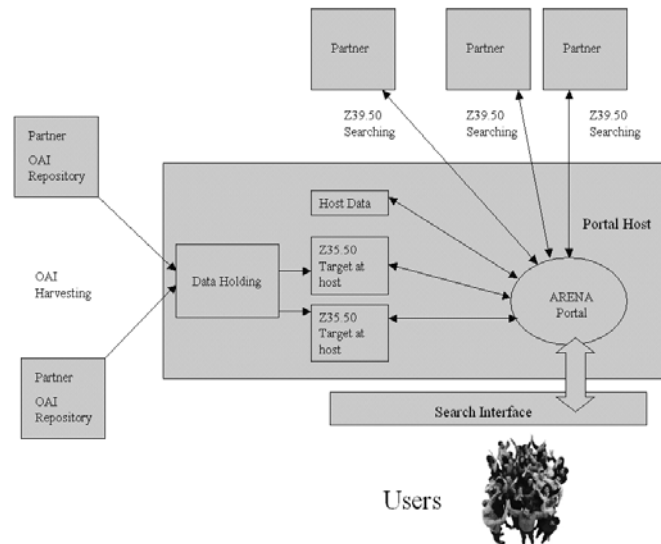 Partner
Partner
Partner
Z39.50
Searching
Z39.50
Searching
Z39.50
Searching
Partner
OAI
Repository
Host Data
Portal Host
OAI
Harvesting
Data Holding
Z35.50
Target at
host
Z35.50
Target at
host
ARENA
Portal
Partner
OAI
Repository
Search Interface
Users